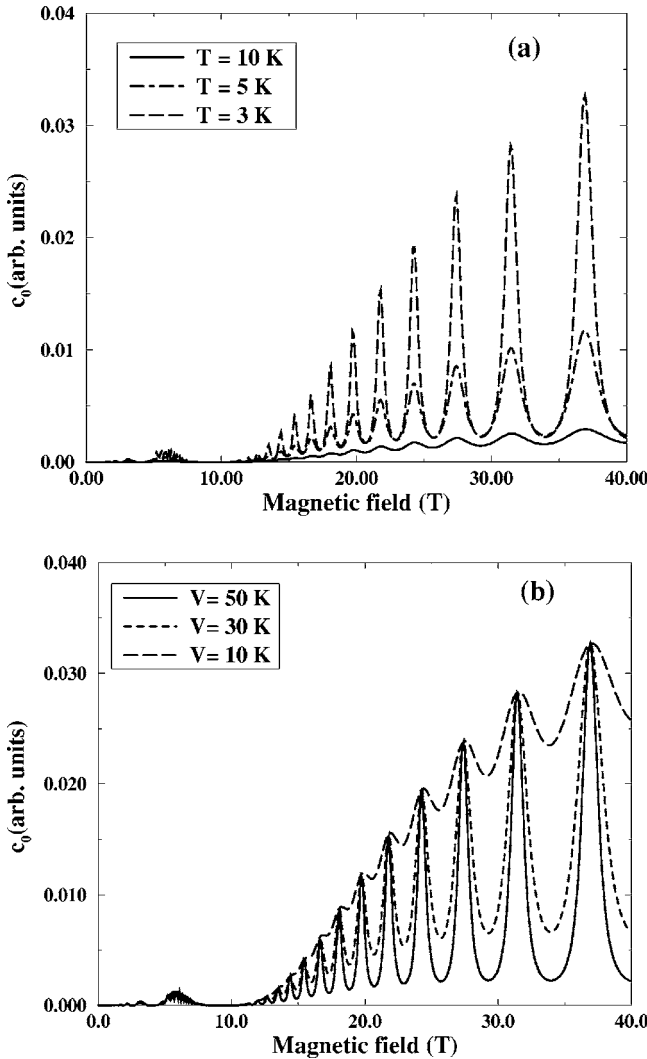 0.04
(a)
T = 10 K
T = 5 K
T = 3 K
0.03
c₀(arb. units)
0.02
0.01
0.00
0.00 10.00 20.00 30.00 40.00
Magnetic field (T)
0.040
(b)
V= 50 K
V= 30 K
V= 10 K
0.030
c₀(arb. units)
0.020
0.010
0.000
0.0 10.0 20.0 30.0 40.0
Magnetic field (T)